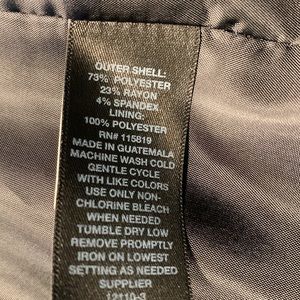 OUTER SHELL:
73% POLYESTER
23% RAYON
4% SPANDEX
LINING:
100% POLYESTER
RN# 115819
MADE IN GUATEMALA
MACHINE WASH COLD
GENTLE CYCLE
WITH LIKE COLORS
USE ONLY NON-
CHLORINE BLEACH
WHEN NEEDED
TUMBLE DRY LOW
REMOVE PROMPTLY
IRON ON LOWEST
SETTING AS NEEDED
SUPPLIER